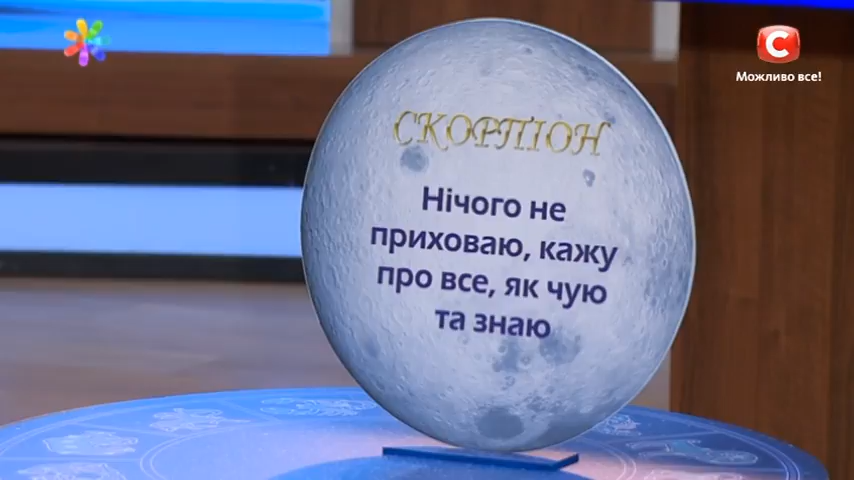 С
Можливо все!
СКОРПІОН
Нічого не
приховаю, кажу
про все, як чую
та знаю